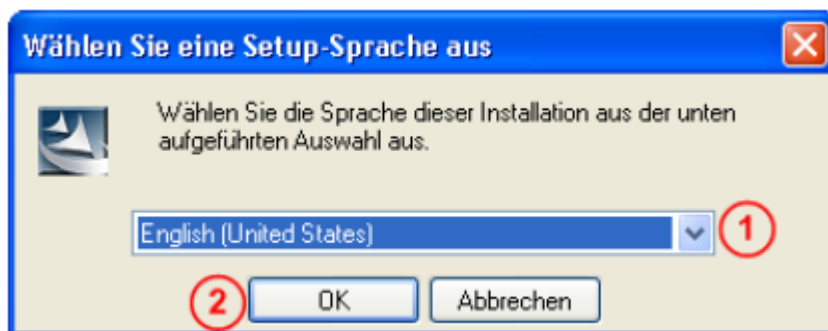 Wählen Sie eine Setup-Sprache aus
Wählen Sie die Sprache dieser Installation aus der unten
aufgeführten Auswahl aus.
English (United States)
1
2
OK
Abbrechen